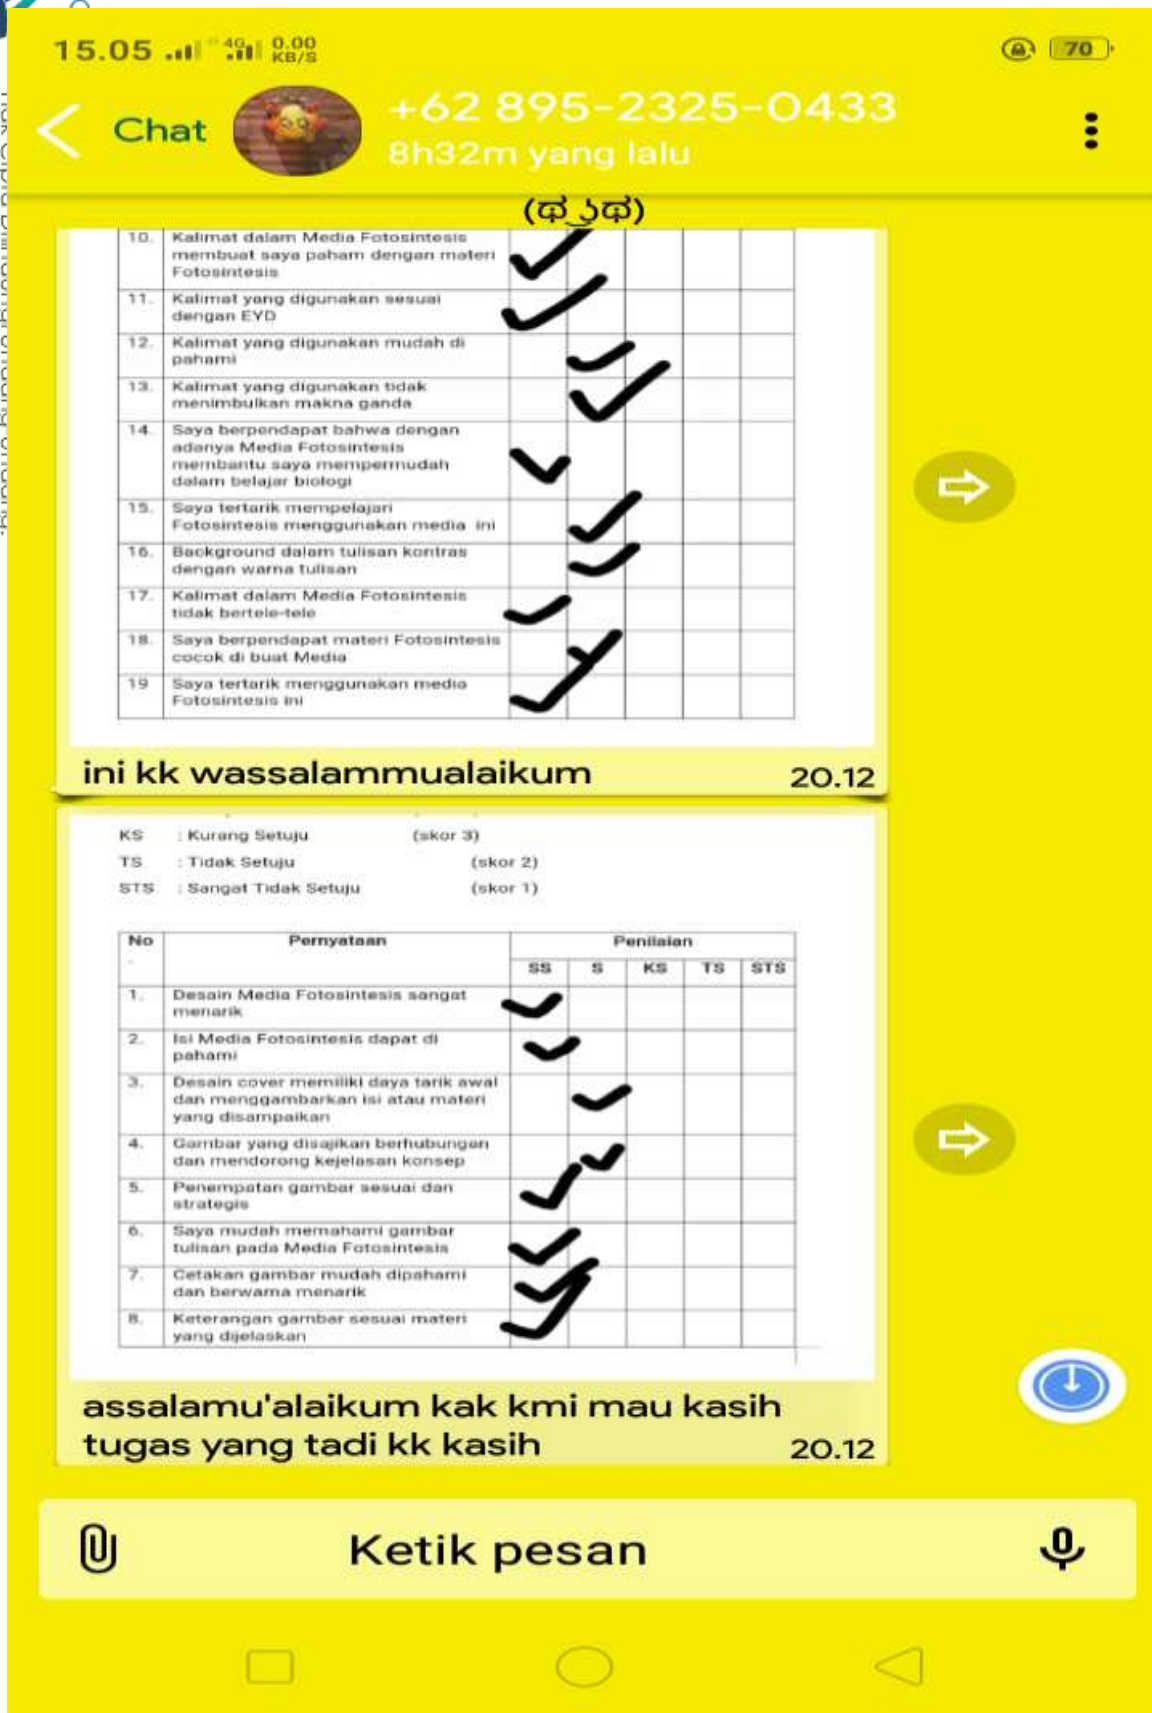 15.05
4G
0.00
KB/S
70
Chat
+62 895-2325-0433
8h32m yang lalu
10. Kalimat dalam Media Fotosintesis
membuat saya paham dengan materi
Fotosintesis
11. Kalimat yang digunakan sesuai
dengan EYD
12. Kalimat yang digunakan mudah di
pahami
13. Kalimat yang digunakan tidak
menimbulkan makna ganda
14. Saya berpendapat bahwa dengan
adanya Media Fotosintesis
membantu saya mempermudah
dalam belajar biologi
15. Saya tertarik mempelajari
Fotosintesis menggunakan media ini
16. Background dalam tulisan kontras
dengan warna tulisan
17. Kalimat dalam Media Fotosintesis
tidak bertele-tele
18. Saya berpendapat materi Fotosintesis
cocok di buat Media
19 Saya tertarik menggunakan media
Fotosintesis ini
ini kk wassalammualaikum 20.12
KS : Kurang Setuju (skor 3)
TS : Tidak Setuju (skor 2)
STS : Sangat Tidak Setuju (skor 1)
No Pernyataan Penilaian
. SS S KS TS STS
1. Desain Media Fotosintesis sangat
menarik
2. Isi Media Fotosintesis dapat di
pahami
3. Desain cover memiliki daya tarik awal
dan menggambarkan isi atau materi
yang disampaikan
4. Gambar yang disajikan berhubungan
dan mendorong kejelasan konsep
5. Penempatan gambar sesuai dan
strategis
6. Saya mudah memahami gambar
tulisan pada Media Fotosintesis
7. Cetakan gambar mudah dipahami
dan berwarna menarik
8. Keterangan gambar sesuai materi
yang dijelaskan
assalamu'alaikum kak kmi mau kasih
tugas yang tadi kk kasih 20.12
Ketik pesan